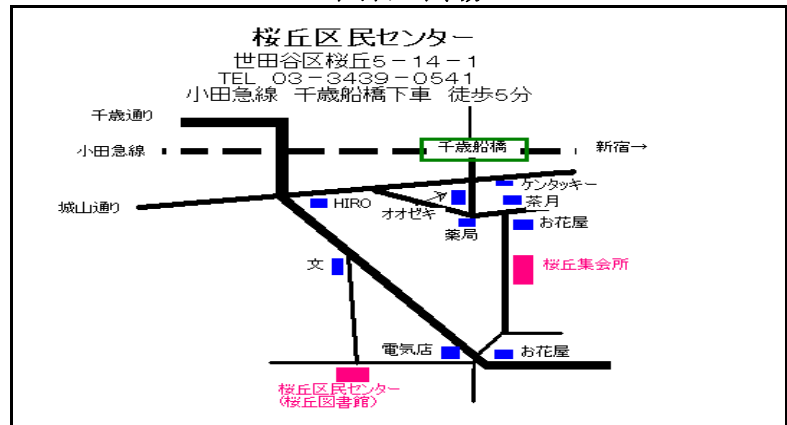 桜丘区民センター
世田谷区桜丘5－14－1
TEL 03－3439－0541
小田急線 千歳船橋下車 徒歩5分
千歳通り
小田急線
千歳船橋
新宿→
城山通り
HIRO
オオゼキ
ケンタッキー
茶月
薬局
お花屋
文
桜丘集会所
電気店
お花屋
桜丘区民センター
(桜丘図書館)